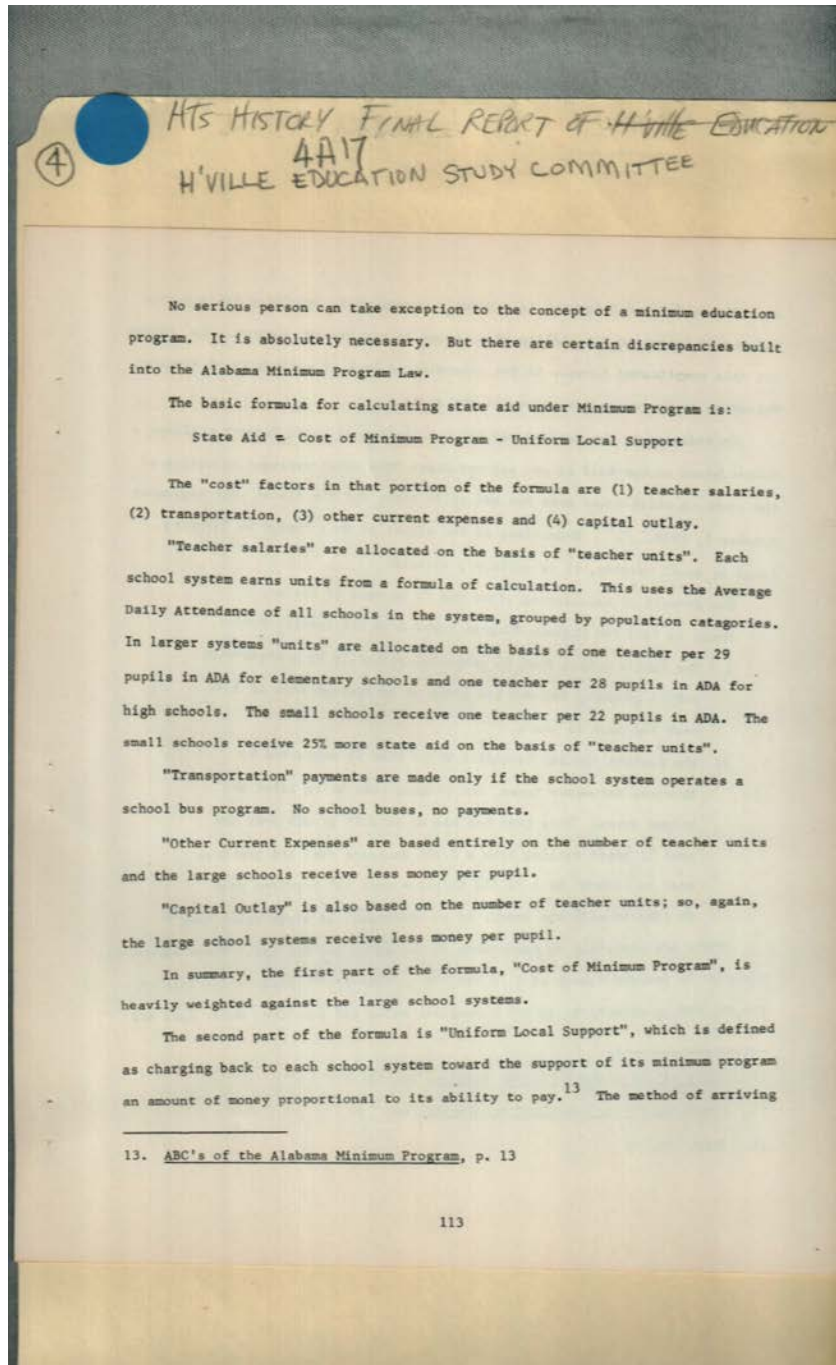 HTS HISTORY FINAL REPORT OF H'VILLE EDUCATION
4
4A17
H'VILLE EDUCATION STUDY COMMITTEE
No serious person can take exception to the concept of a minimum education
program. It is absolutely necessary. But there are certain discrepancies built
into the Alabama Minimum Program Law.
The basic formula for calculating state aid under Minimum Program is:
State Aid = Cost of Minimum Program - Uniform Local Support
The "cost" factors in that portion of the formula are (1) teacher salaries,
(2) transportation, (3) other current expenses and (4) capital outlay.
"Teacher salaries" are allocated on the basis of "teacher units". Each
school system earns units from a formula of calculation. This uses the Average
Daily Attendance of all schools in the system, grouped by population catagories.
In larger systems "units" are allocated on the basis of one teacher per 29
pupils in ADA for elementary schools and one teacher per 28 pupils in ADA for
high schools. The small schools receive one teacher per 22 pupils in ADA. The
small schools receive 25% more state aid on the basis of "teacher units".
"Transportation" payments are made only if the school system operates a
school bus program. No school buses, no payments.
"Other Current Expenses" are based entirely on the number of teacher units
and the large schools receive less money per pupil.
"Capital Outlay" is also based on the number of teacher units; so, again,
the large school systems receive less money per pupil.
In summary, the first part of the formula, "Cost of Minimum Program", is
heavily weighted against the large school systems.
The second part of the formula is "Uniform Local Support", which is defined
as charging back to each school system toward the support of its minimum program
an amount of money proportional to its ability to pay.13 The method of arriving
13. ABC's of the Alabama Minimum Program, p. 13
113